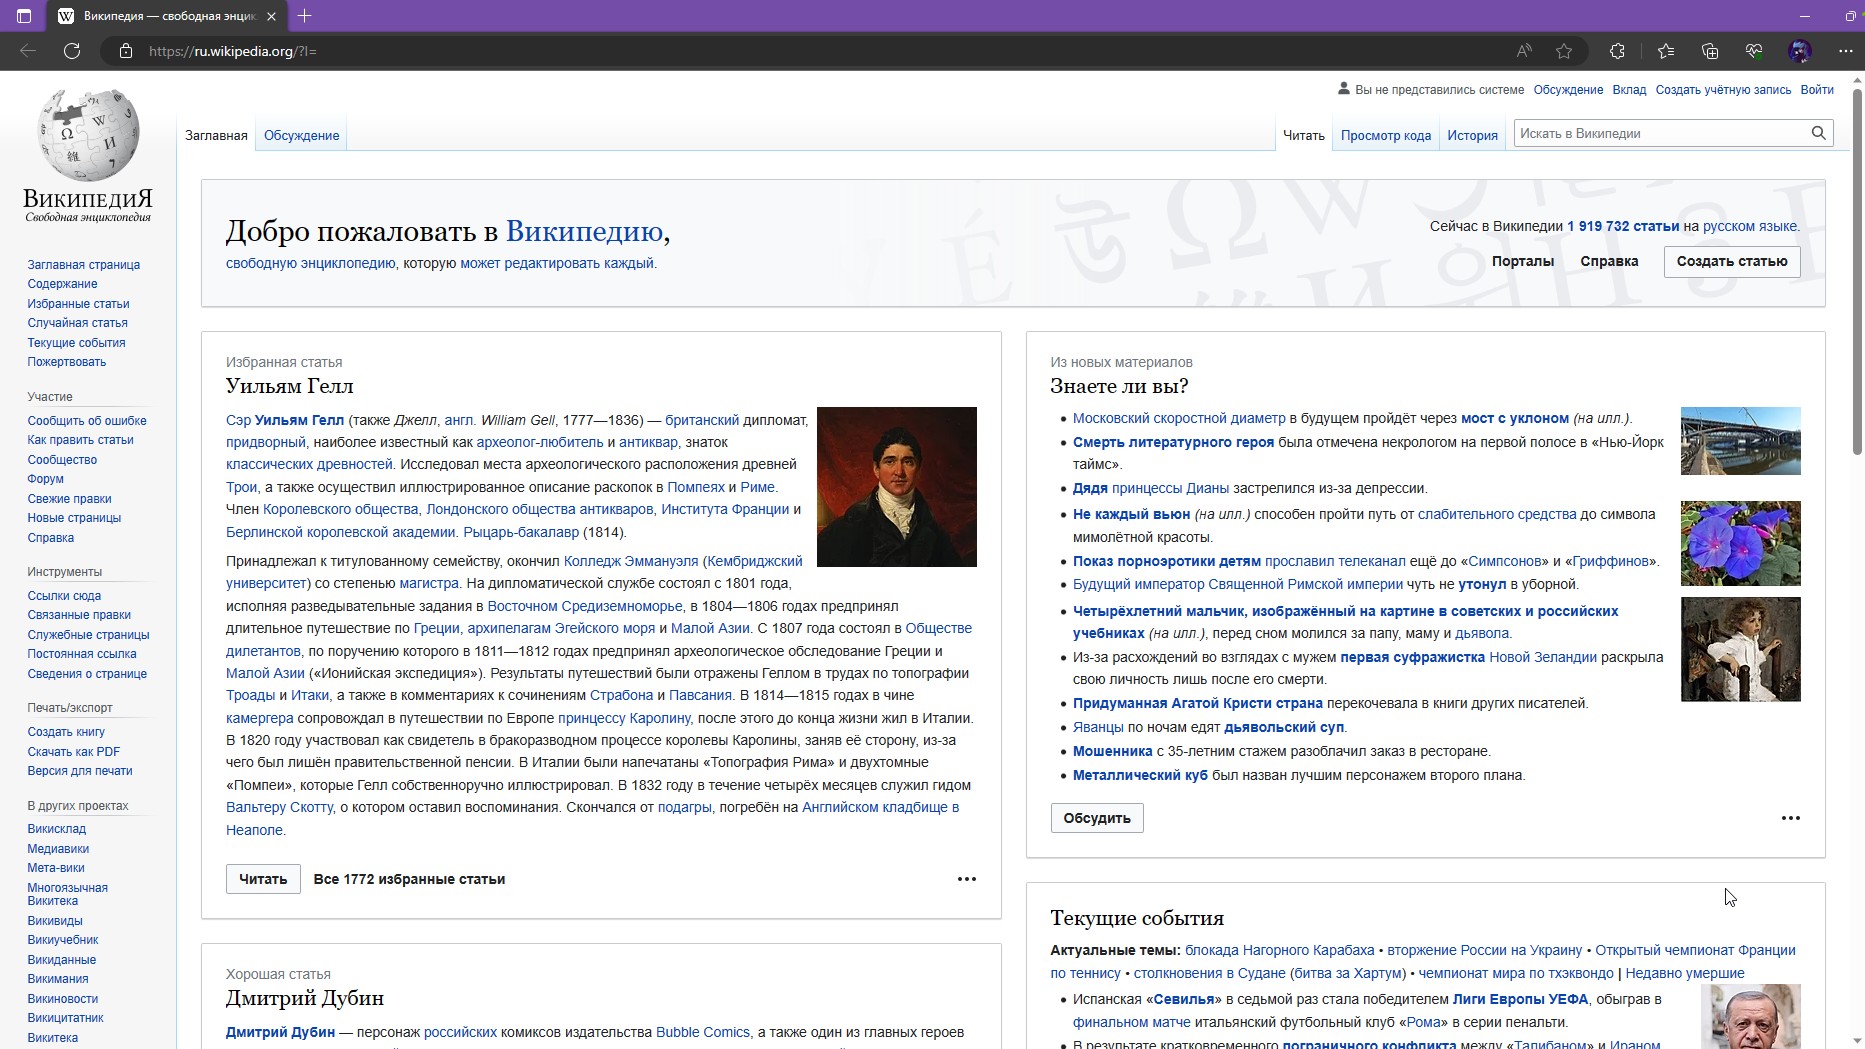 Википедия — свободная энцик
https://ru.wikipedia.org/?l=
Вы не представились системе Обсуждение Вклад Создать учётную запись Войти
Заглавная Обсуждение Читать Просмотр кода История Искать в Википедии
ВикипедиЯ
Свободная энциклопедия
Заглавная страница
Содержание
Избранные статьи
Случайная статья
Текущие события
Пожертвовать
Участие
Сообщить об ошибке
Как править статьи
Сообщество
Форум
Свежие правки
Новые страницы
Справка
Инструменты
Ссылки сюда
Связанные правки
Служебные страницы
Постоянная ссылка
Сведения о странице
Печать/экспорт
Создать книгу
Скачать как PDF
Версия для печати
В других проектах
Викисклад
Медиавики
Мета-вики
Многоязычная
Викитека
Викивиды
Викиучебник
Викиданные
Викимания
Викиновости
Викицитатник
Викитека
Добро пожаловать в Википедию,
свободную энциклопедию, которую может редактировать каждый.
Сейчас в Википедии 1 919 732 статьи на русском языке.
Порталы Справка Создать статью
Избранная статья
Уильям Гелл
Сэр Уильям Гелл (также Джелл, англ. William Gell, 1777—1836) — британский дипломат,
придворный, наиболее известный как археолог-любитель и антиквар, знаток
классических древностей. Исследовал места археологического расположения древней
Трои, а также осуществил иллюстрированное описание раскопок в Помпеях и Риме.
Член Королевского общества, Лондонского общества антикваров, Института Франции и
Берлинской королевской академии. Рыцарь-бакалавр (1814).
Принадлежал к титулованному семейству, окончил Колледж Эммануэля (Кембриджский
университет) со степенью магистра. На дипломатической службе состоял с 1801 года,
исполняя разведывательные задания в Восточном Средиземноморье, в 1804—1806 годах предпринял
длительное путешествие по Греции, архипелагам Эгейского моря и Малой Азии. С 1807 года состоял в Обществе
дилетантов, по поручению которого в 1811—1812 годах предпринял археологическое обследование Греции и
Малой Азии («Ионийская экспедиция»). Результаты путешествий были отражены Геллом в трудах по топографии
Троады и Итаки, а также в комментариях к сочинениям Страбона и Павсания. В 1814—1815 годах в чине
камергера сопровождал в путешествии по Европе принцессу Каролину, после этого до конца жизни жил в Италии.
В 1820 году участвовал как свидетель в бракоразводном процессе королевы Каролины, заняв её сторону, из-за
чего был лишён правительственной пенсии. В Италии были напечатаны «Топография Рима» и двухтомные
«Помпеи», которые Гелл собственноручно иллюстрировал. В 1832 году в течение четырёх месяцев служил гидом
Вальтеру Скотту, о котором оставил воспоминания. Скончался от подагры, погребён на Английском кладбище в
Неаполе.
Читать Все 1772 избранные статьи
Хорошая статья
Дмитрий Дубин
Дмитрий Дубин — персонаж российских комиксов издательства Bubble Comics, а также один из главных героев
Из новых материалов
Знаете ли вы?
Московский скоростной диаметр в будущем пройдёт через мост с уклоном (на илл.).
Смерть литературного героя была отмечена некрологом на первой полосе в «Нью-Йорк
таймс».
Дядя принцессы Дианы застрелился из-за депрессии.
Не каждый вьюн (на илл.) способен пройти путь от слабительного средства до символа
мимолётной красоты.
Показ порноэротики детям прославил телеканал ещё до «Симпсонов» и «Гриффинов».
Будущий император Священной Римской империи чуть не утонул в уборной.
Четырёхлетний мальчик, изображённый на картине в советских и российских
учебниках (на илл.), перед сном молился за папу, маму и дьявола.
Из-за расхождений во взглядах с мужем первая суфражистка Новой Зеландии раскрыла
свою личность лишь после его смерти.
Придуманная Агатой Кристи страна перекочевала в книги других писателей.
Яванцы по ночам едят дьявольский суп.
Мошенника с 35-летним стажем разоблачил заказ в ресторане.
Металлический куб был назван лучшим персонажем второго плана.
Обсудить
Текущие события
Актуальные темы: блокада Нагорного Карабаха • вторжение России на Украину • Открытый чемпионат Франции
по теннису • столкновения в Судане (битва за Хартум) • чемпионат мира по тхэквондо | Недавно умершие
Испанская «Севилья» в седьмой раз стала победителем Лиги Европы УЕФА, обыграв в
финальном матче итальянский футбольный клуб «Рома» в серии пенальти.
В результате кратковременного пограничного конфликта между «Талибаном» и Ираном